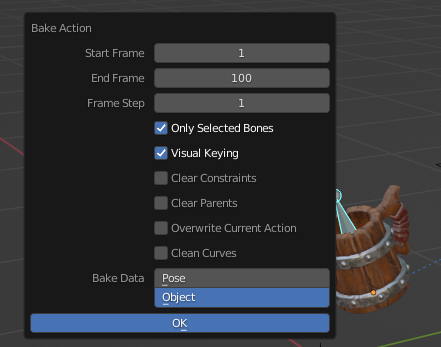 Bake Action
Start Frame 1
End Frame 100
Frame Step 1
Only Selected Bones
Visual Keying
Clear Constraints
Clear Parents
Overwrite Current Action
Clean Curves
Bake Data Pose
Object
OK